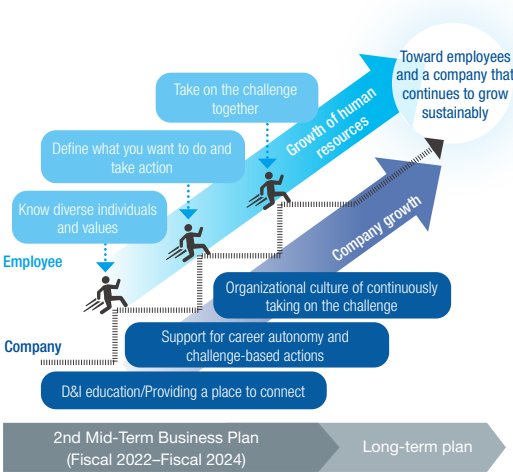 Toward employees
and a company that
continues to grow
sustainably
Take on the challenge
together
Growth of human
resources
Define what you want to do and
take action
Know diverse individuals
and values
Employee
Company growth
Organizational culture of continuously
taking on the challenge
Company
Support for career autonomy and
challenge-based actions
D&I education/Providing a place to connect
2nd Mid-Term Business Plan
(Fiscal 2022–Fiscal 2024)
Long-term plan